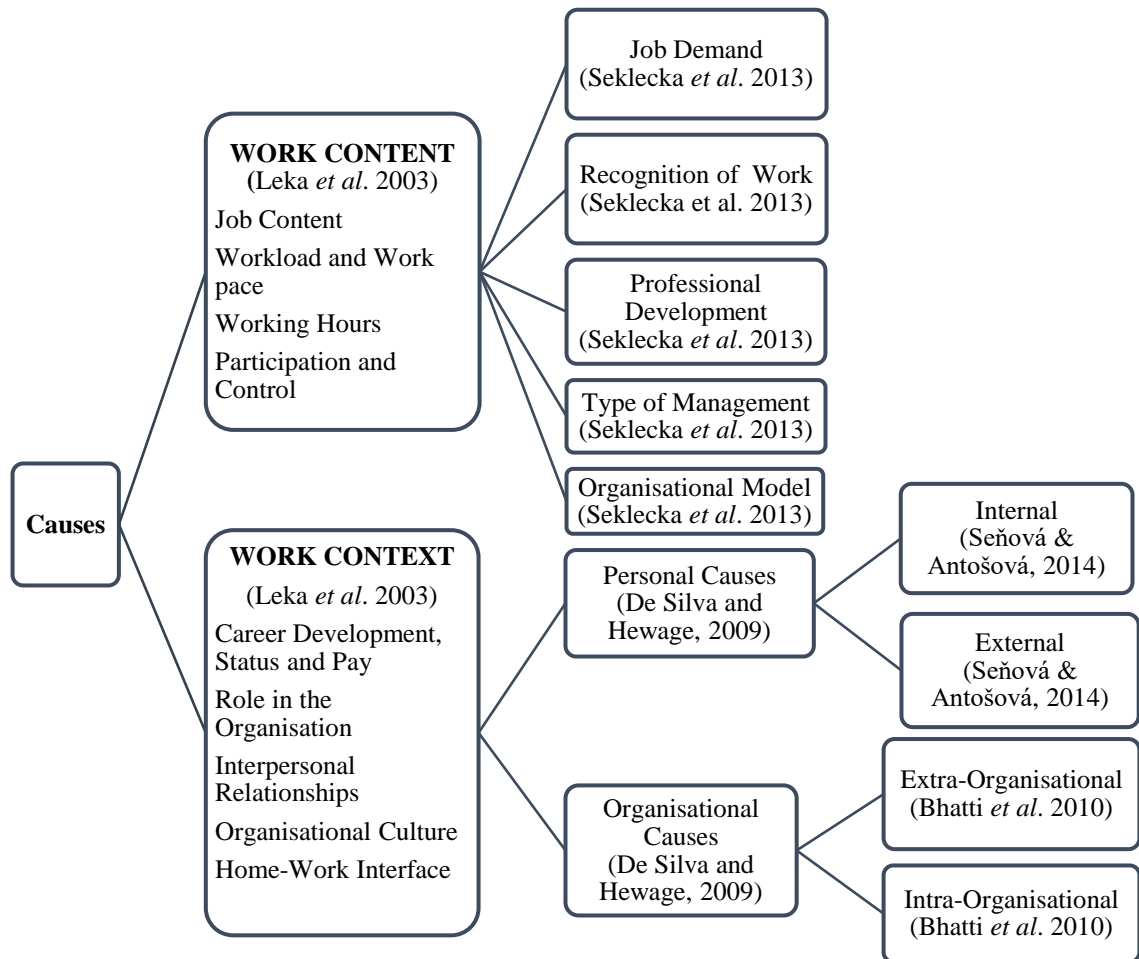 Causes
WORK CONTENT
(Leka et al. 2003)
Job Content
Workload and Work
pace
Working Hours
Participation and
Control
Job Demand
(Seklecka et al. 2013)
Recognition of Work
(Seklecka et al. 2013)
Professional
Development
(Seklecka et al. 2013)
Type of Management
(Seklecka et al. 2013)
Organisational Model
(Seklecka et al. 2013)
WORK CONTEXT
(Leka et al. 2003)
Career Development,
Status and Pay
Role in the
Organisation
Interpersonal
Relationships
Organisational Culture
Home-Work Interface
Personal Causes
(De Silva and
Hewage, 2009)
Internal
(Seňová &
Antošová, 2014)
External
(Seňová &
Antošová, 2014)
Organisational
Causes
(De Silva and
Hewage, 2009)
Extra-Organisational
(Bhatti et al. 2010)
Intra-Organisational
(Bhatti et al. 2010)